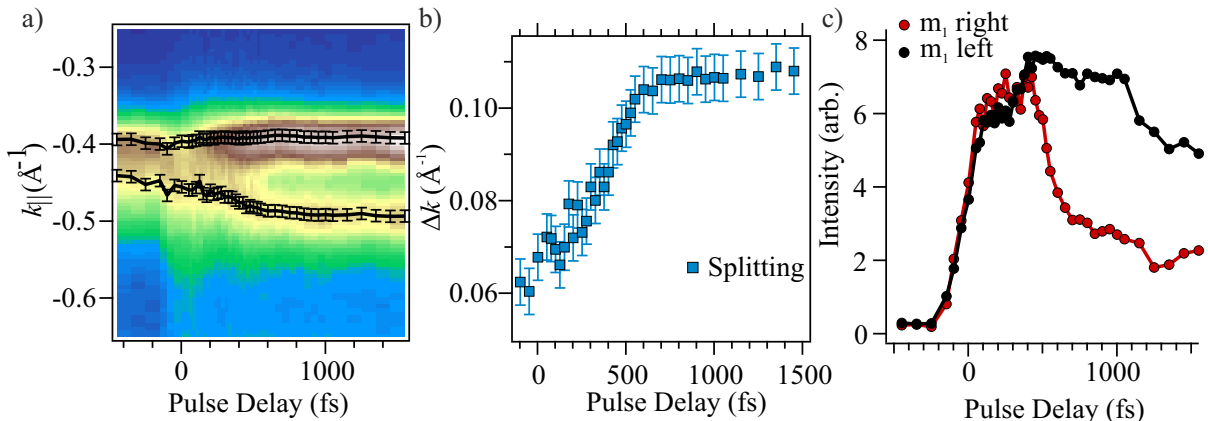 a)
-0.3
-0.4
-0.5
-0.6
k||(Å⁻¹)
0
1000
Pulse Delay (fs)
b)
0.10
0.08
0.06
Δk (Å⁻¹)
Splitting
0
500
1000
1500
Pulse Delay (fs)
c)
m₁ right
m₁ left
8
6
4
2
0
Intensity (arb.)
0
1000
Pulse Delay (fs)